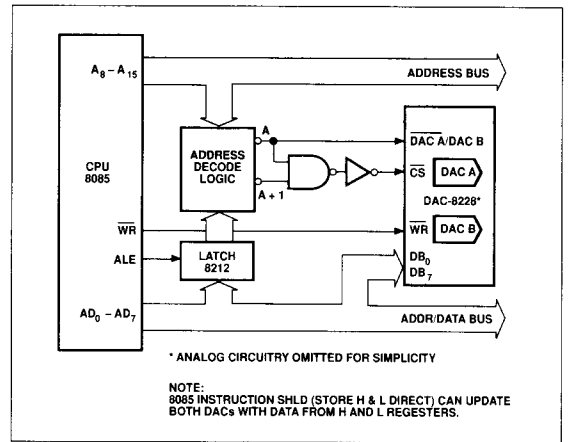 A8 – A15
ADDRESS BUS
A
ADDRESS
DECODE
LOGIC
A + 1
DAC A/DAC B
CS
DAC A
DAC-8228*
WR
DAC B
DB0
DB7
CPU
8085
WR
ALE
LATCH
8212
AD0 – AD7
ADDR/DATA BUS
* ANALOG CIRCUITRY OMITTED FOR SIMPLICITY
NOTE:
8085 INSTRUCTION SHLD (STORE H & L DIRECT) CAN UPDATE
BOTH DACs WITH DATA FROM H AND L REGESTERS.